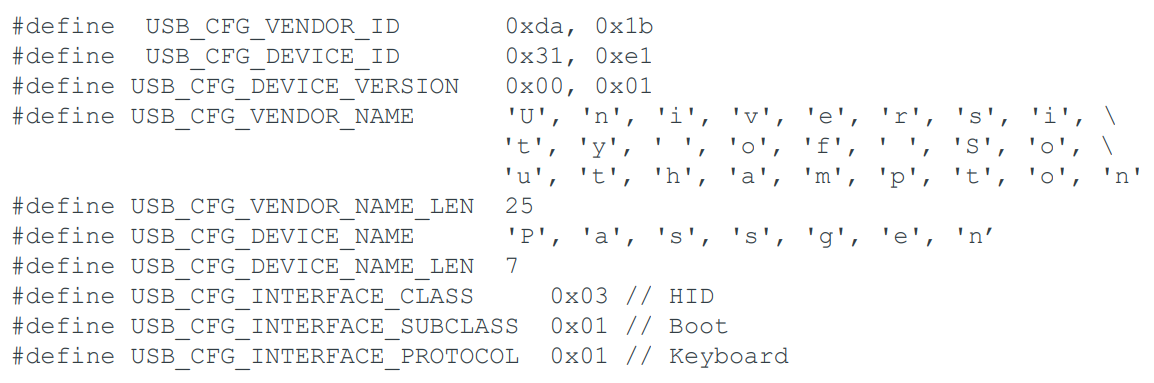 #define  USB_CFG_VENDOR_ID       0xda, 0x1b
#define  USB_CFG_DEVICE_ID       0x31, 0xe1
#define USB_CFG_DEVICE_VERSION   0x00, 0x01
#define USB_CFG_VENDOR_NAME      'U', 'n', 'i', 'v', 'e', 'r', 's', 'i', \
                                 't', 'y', ' ', 'o', 'f', ' ', 'S', 'o', \
                                 'u', 't', 'h', 'a', 'm', 'p', 't', 'o', 'n'
#define USB_CFG_VENDOR_NAME_LEN  25
#define USB_CFG_DEVICE_NAME      'P', 'a', 's', 's', 'g', 'e', 'n’
#define USB_CFG_DEVICE_NAME_LEN  7
#define USB_CFG_INTERFACE_CLASS     0x03 // HID
#define USB_CFG_INTERFACE_SUBCLASS  0x01 // Boot
#define USB_CFG_INTERFACE_PROTOCOL  0x01 // Keyboard